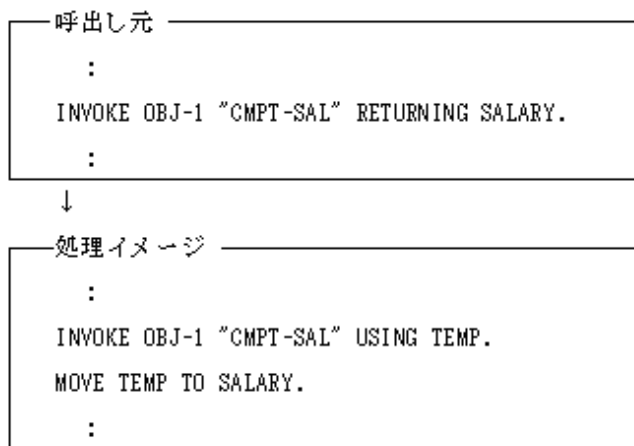 呼出し元
:
INVOKE OBJ-1 "CMPT-SAL" RETURNING SALARY.
:
↓
処理イメージ
:
INVOKE OBJ-1 "CMPT-SAL" USING TEMP.
MOVE TEMP TO SALARY.
: